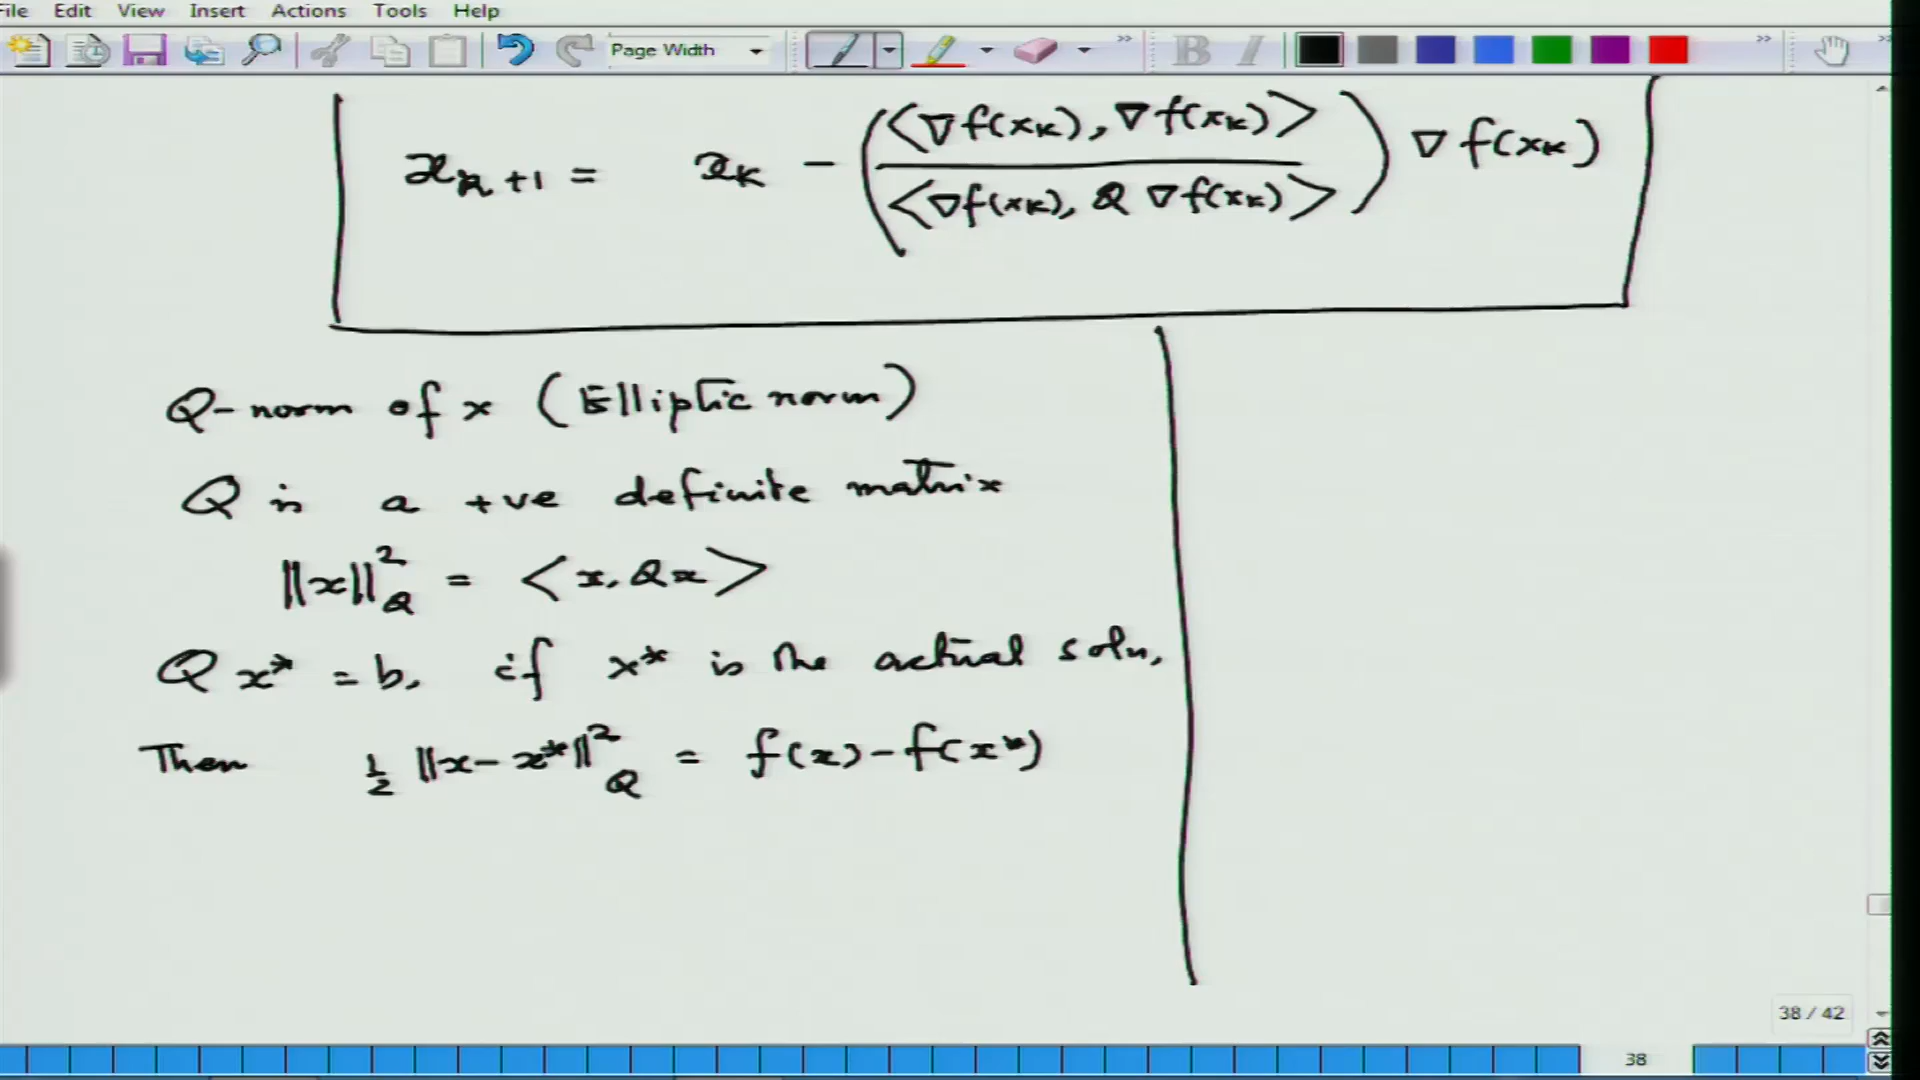 File Edit View Insert Actions Tools Help
Page Width B I
x_{k+1} = x_k - (<∇f(x_k), ∇f(x_k)> / <∇f(x_k), Q ∇f(x_k)>) ∇f(x_k)
Q-norm of x (Elliptic norm)
Q is a +ve definite matrix
||x||²_Q = <x, Qx>
Q x* = b, if x* is the actual soln,
Then ½ ||x - x*||²_Q = f(x) - f(x*)
38 / 42
38